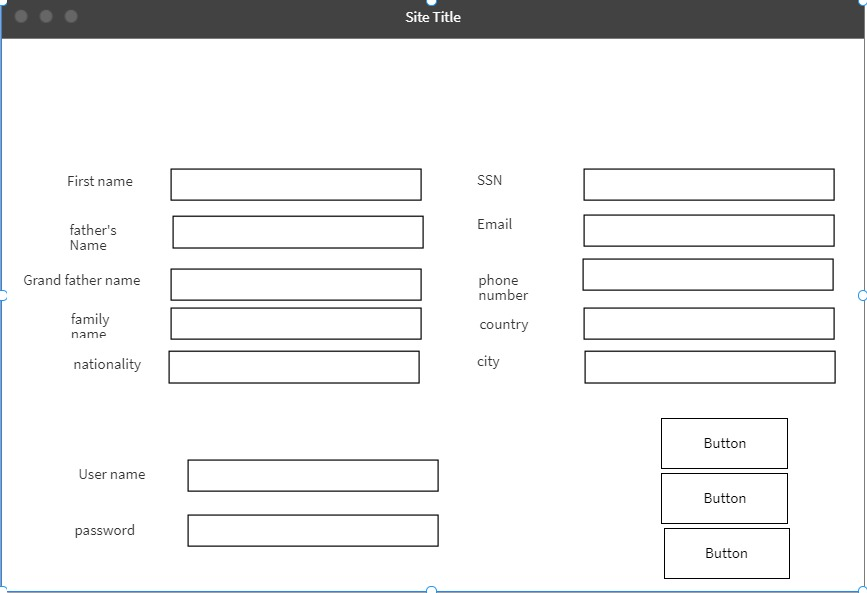 Site Title
First name
SSN
father's
Name
Email
Grand father name
phone
number
family
name
country
nationality
city
Button
User name
Button
password
Button